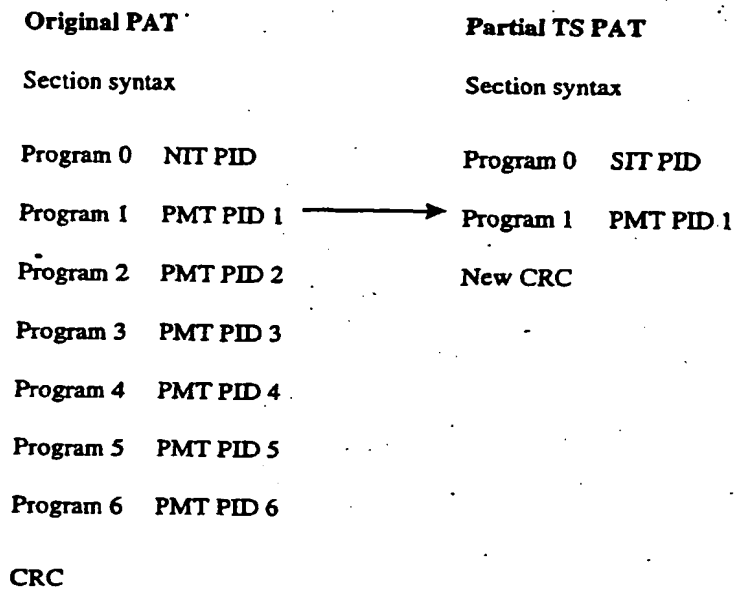 Original PAT
Section syntax
Program 0 NIT PID
Program 1 PMT PID 1
Program 2 PMT PID 2
Program 3 PMT PID 3
Program 4 PMT PID 4
Program 5 PMT PID 5
Program 6 PMT PID 6
CRC
Partial TS PAT
Section syntax
Program 0 SIT PID
Program 1 PMT PID 1
New CRC